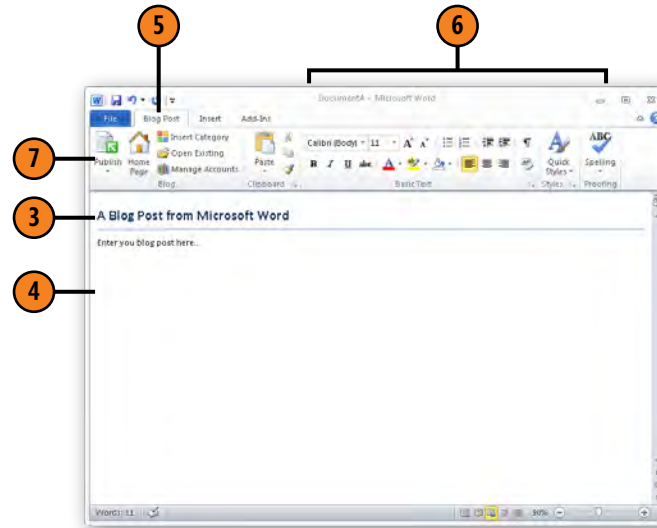 5
6
DocumentA - Microsoft Word
File Blog Post Insert Add-Ins
7
Publish
Home Page
Insert Category
Open Existing
Manage Accounts
Paste
Calibri (Body) 11
A A
B I U abc A
Quick Styles
ABC
Spelling
Blog Clipboard Basic Text Styles Proofing
3
A Blog Post from Microsoft Word
Enter you blog post here...
4
Words: 11
90%